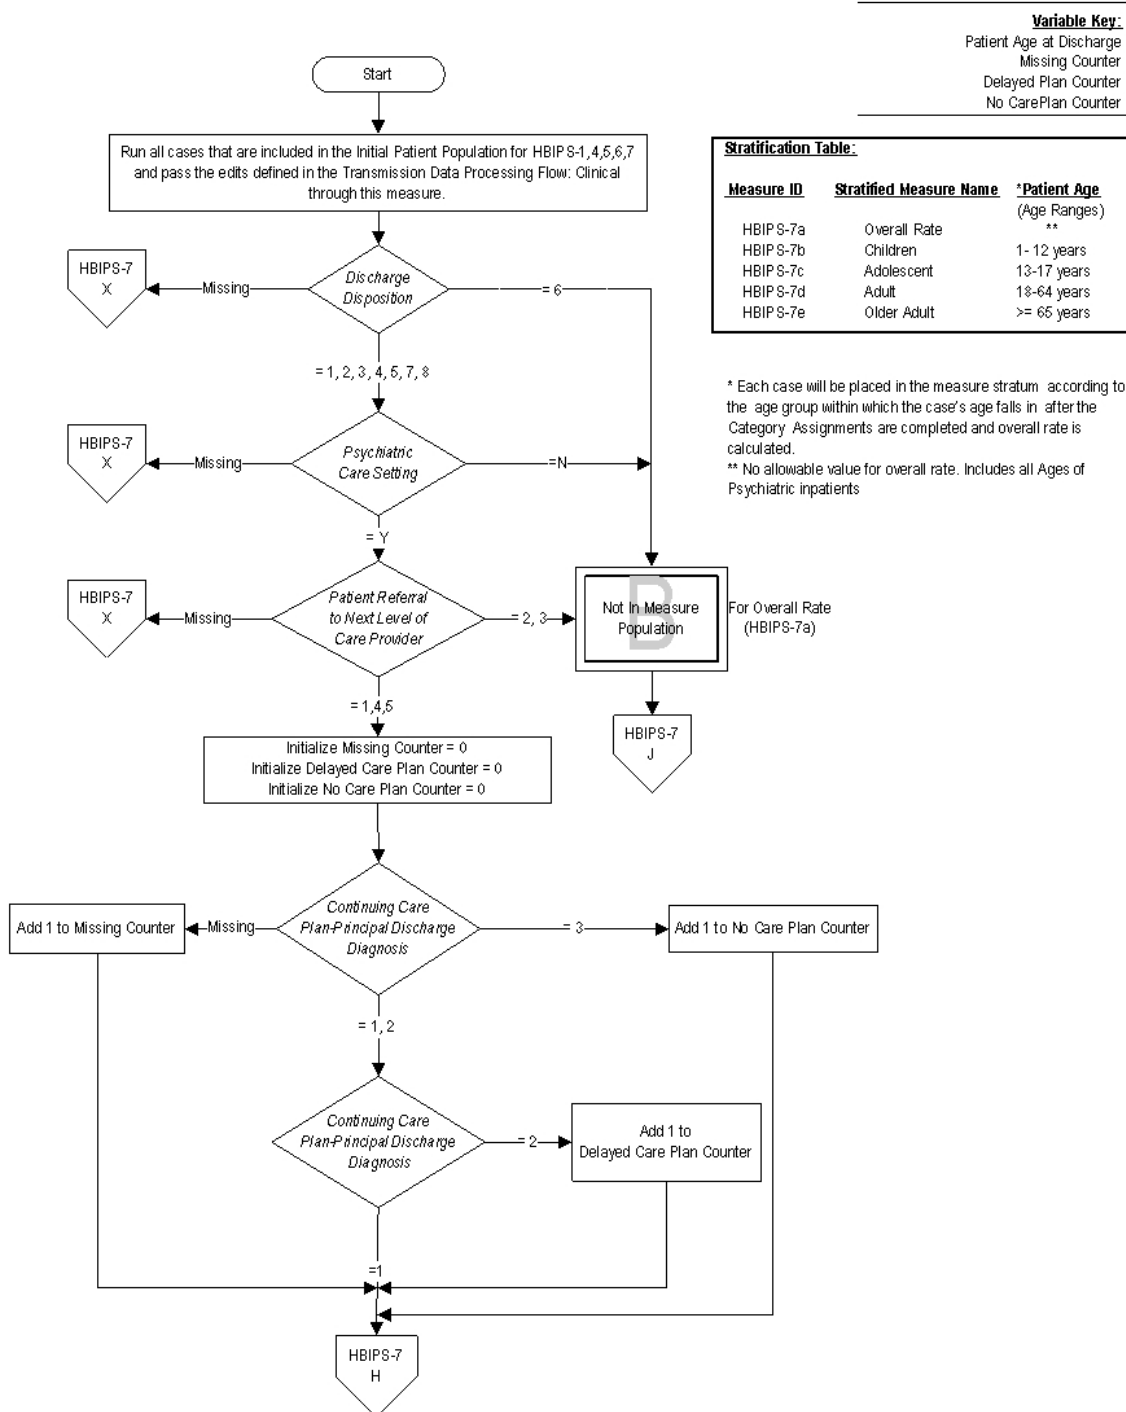 Variable Key:
Patient Age at Discharge
Missing Counter
Delayed Plan Counter
No CarePlan Counter
Start
Run all cases that are included in the Initial Patient Population for HBIPS-1,4,5,6,7
and pass the edits defined in the Transmission Data Processing Flow: Clinical
through this measure.
Stratification Table:
Measure ID Stratified Measure Name *Patient Age
(Age Ranges)
HBIPS-7a Overall Rate **
HBIPS-7b Children 1- 12 years
HBIPS-7c Adolescent 13-17 years
HBIPS-7d Adult 18-64 years
HBIPS-7e Older Adult >= 65 years
* Each case will be placed in the measure stratum according to
the age group within which the case's age falls in after the
Category Assignments are completed and overall rate is
calculated.
** No allowable value for overall rate. Includes all Ages of
Psychiatric inpatients
HBIPS-7
X
Missing
Discharge
Disposition
= 6
= 1, 2, 3, 4, 5, 7, 8
HBIPS-7
X
Missing
Psychiatric
Care Setting
=N
= Y
HBIPS-7
X
Missing
Patient Referral
to Next Level of
Care Provider
= 2, 3
B
Not In Measure
Population
For Overall Rate
(HBIPS-7a)
= 1,4,5
HBIPS-7
J
Initialize Missing Counter = 0
Initialize Delayed Care Plan Counter = 0
Initialize No Care Plan Counter = 0
Add 1 to Missing Counter
Missing
Continuing Care
Plan-Principal Discharge
Diagnosis
= 3
Add 1 to No Care Plan Counter
= 1, 2
Continuing Care
Plan-Principal Discharge
Diagnosis
= 2
Add 1 to
Delayed Care Plan Counter
=1
HBIPS-7
H